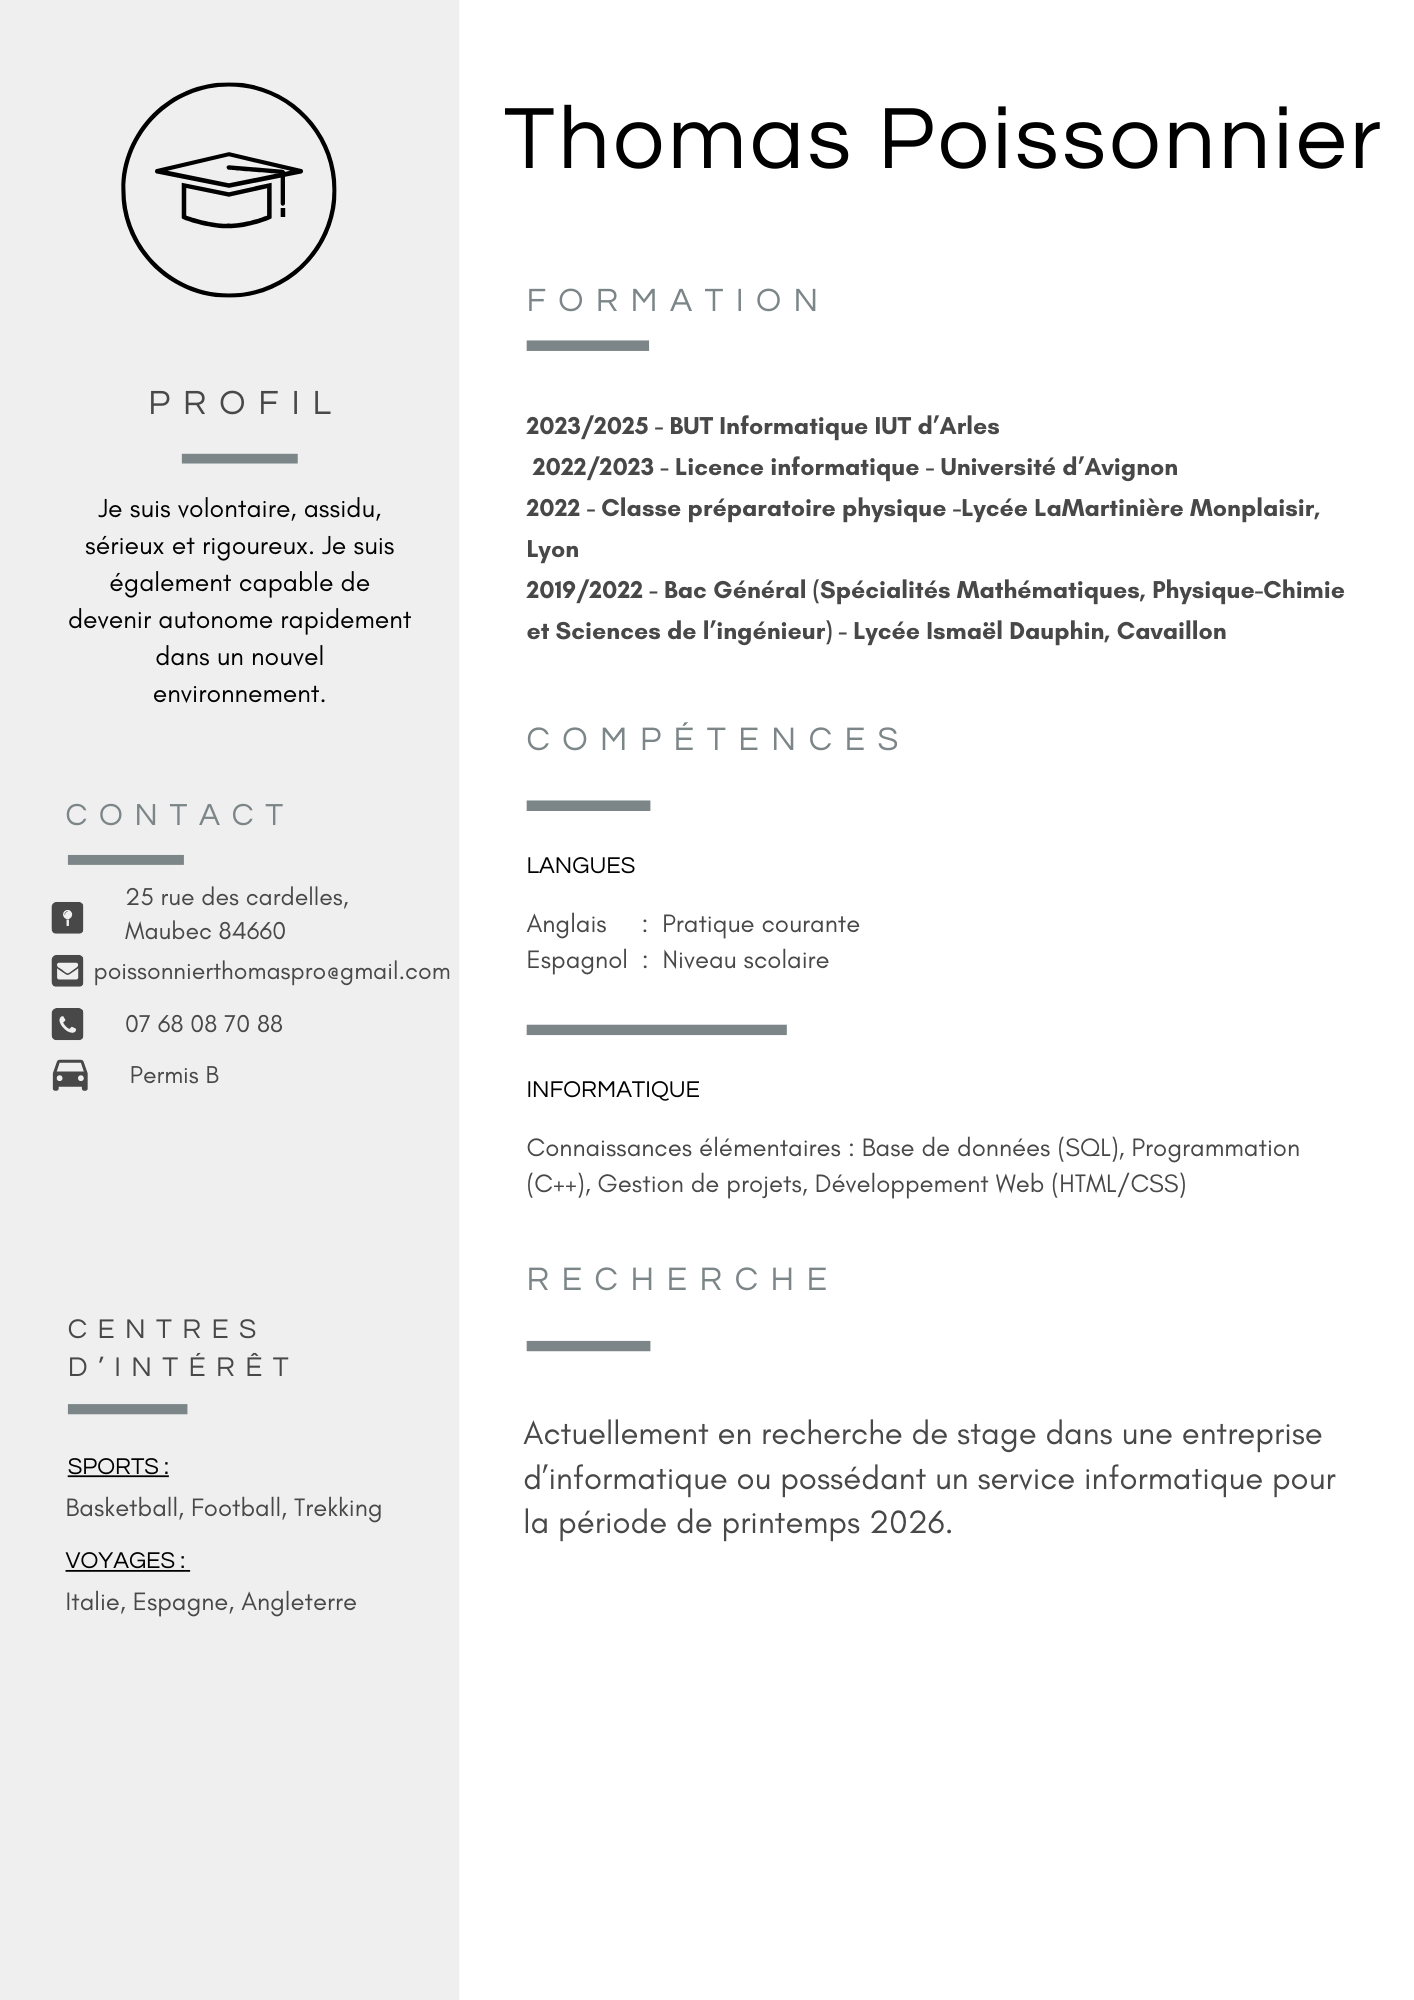 Thomas Poissonnier
PROFIL
Je suis volontaire, assidu,
sérieux et rigoureux. Je suis
également capable de
devenir autonome rapidement
dans un nouvel
environnement.
CONTACT
25 rue des cardelles,
Maubec 84660
poissonnierthomaspro@gmail.com
07 68 08 70 88
Permis B
CENTRES
D’INTÉRÊT
SPORTS :
Basketball, Football, Trekking
VOYAGES :
Italie, Espagne, Angleterre
FORMATION
2023/2025 - BUT Informatique IUT d’Arles
2022/2023 - Licence informatique - Université d’Avignon
2022 - Classe préparatoire physique -Lycée LaMartinière Monplaisir,
Lyon
2019/2022 - Bac Général (Spécialités Mathématiques, Physique-Chimie
et Sciences de l’ingénieur) - Lycée Ismaël Dauphin, Cavaillon
COMPÉTENCES
LANGUES
Anglais : Pratique courante
Espagnol : Niveau scolaire
INFORMATIQUE
Connaissances élémentaires : Base de données (SQL), Programmation
(C++), Gestion de projets, Développement Web (HTML/CSS)
RECHERCHE
Actuellement en recherche de stage dans une entreprise
d’informatique ou possédant un service informatique pour
la période de printemps 2026.